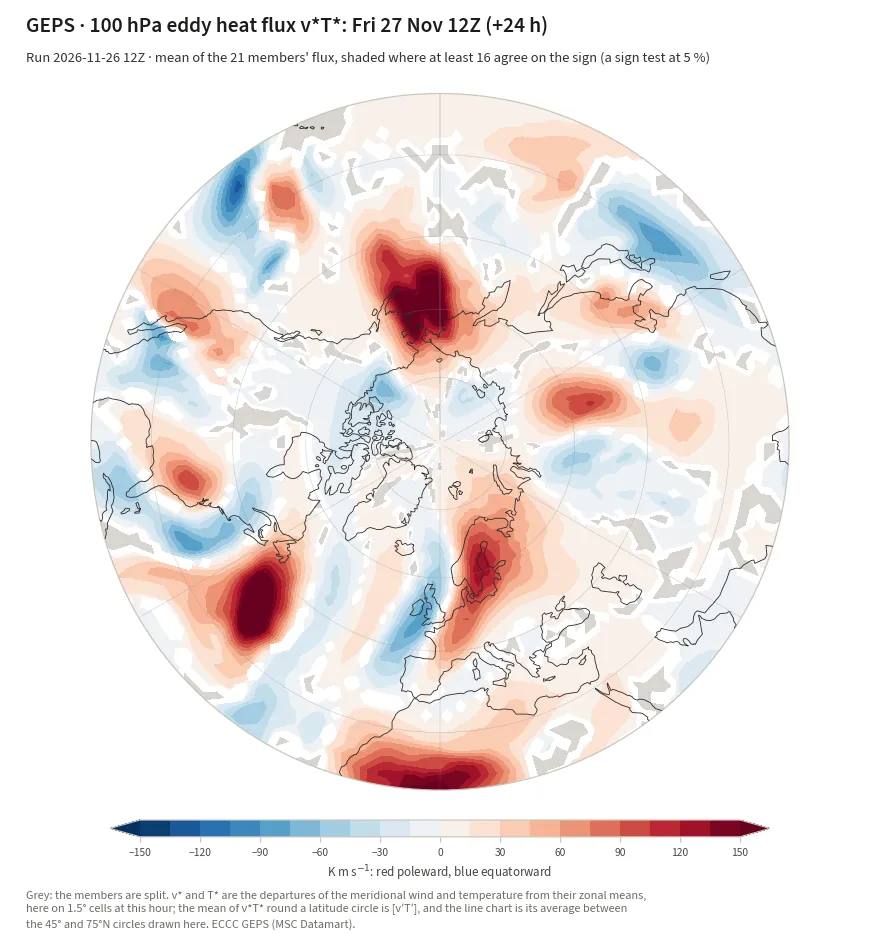 GEPS · 100 hPa eddy heat flux v*T*: Fri 27 Nov 12Z (+24 h)
Run 2026-11-26 12Z · mean of the 21 members' flux, shaded where at least 16 agree on the sign (a sign test at 5 %)
−150 −120 −90 −60 −30 0 30 60 90 120 150
K m s⁻¹: red poleward, blue equatorward
Grey: the members are split. v* and T* are the departures of the meridional wind and temperature from their zonal means,
here on 1.5° cells at this hour; the mean of v*T* round a latitude circle is [v'T'], and the line chart is its average between
the 45° and 75°N circles drawn here. ECCC GEPS (MSC Datamart).